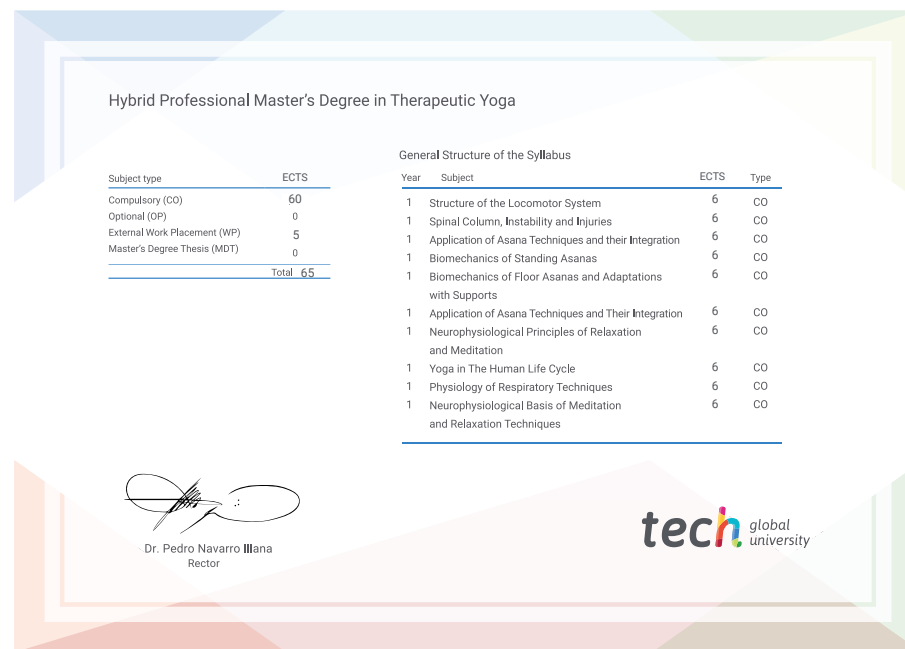 Hybrid Professional Master's Degree in Therapeutic Yoga
Subject type ECTS
Compulsory (CO) 60
Optional (OP) 0
External Work Placement (WP) 5
Master's Degree Thesis (MDT) 0
Total 65
General Structure of the Syllabus
Year Subject ECTS Type
1 Structure of the Locomotor System 6 CO
1 Spinal Column, Instability and Injuries 6 CO
1 Application of Asana Techniques and their Integration 6 CO
1 Biomechanics of Standing Asanas 6 CO
1 Biomechanics of Floor Asanas and Adaptations 6 CO
with Supports
1 Application of Asana Techniques and Their Integration 6 CO
1 Neurophysiological Principles of Relaxation 6 CO
and Meditation
1 Yoga in The Human Life Cycle 6 CO
1 Physiology of Respiratory Techniques 6 CO
1 Neurophysiological Basis of Meditation 6 CO
and Relaxation Techniques
Dr. Pedro Navarro Illana
Rector
tech global
university